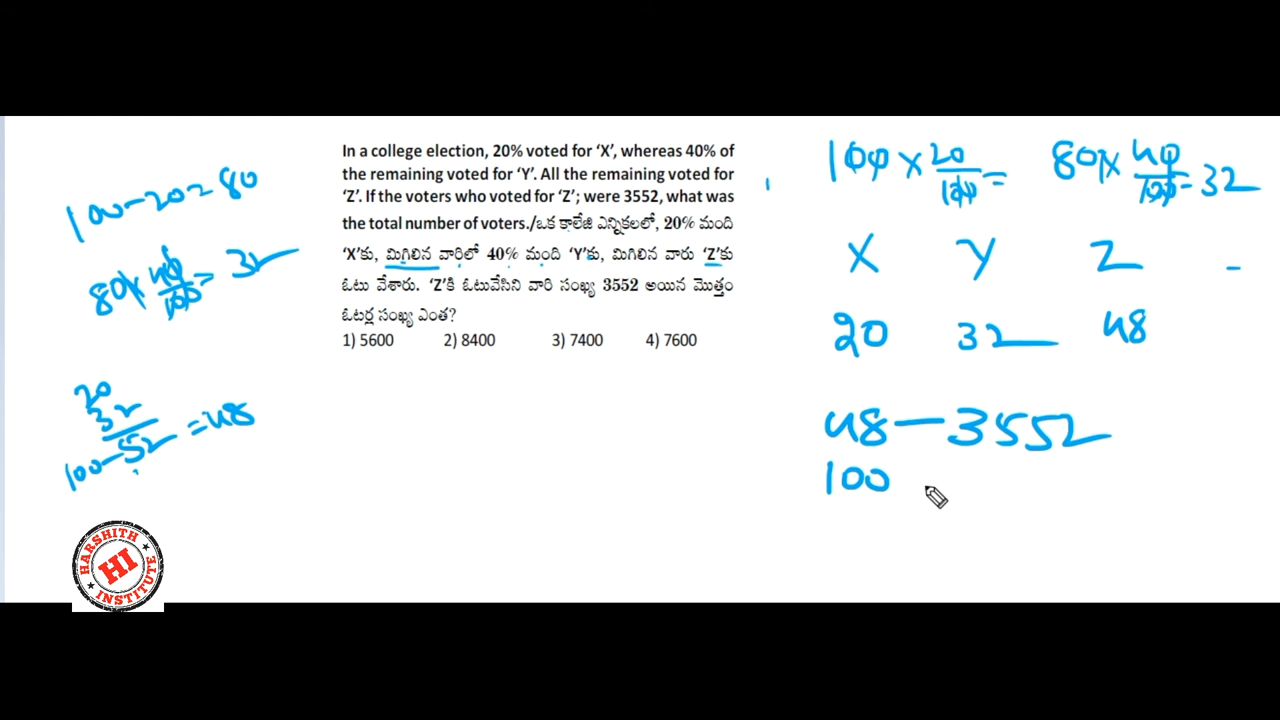 In a college election, 20% voted for ‘X’, whereas 40% of
the remaining voted for ‘Y’. All the remaining voted for
‘Z’. If the voters who voted for ‘Z’; were 3552, what was
the total number of voters./ఒక కాలేజి ఎన్నికలలో, 20% మంది
‘X’కు, మిగిలిన వారిలో 40% మంది ‘Y’కు, మిగిలిన వారు ‘Z’కు
ఓటు వేశారు. ‘Z’కి ఓటువేసిని వారి సంఖ్య 3552 అయిన మొత్తం
ఓటర్ల సంఖ్య ఎంత?
1) 5600 2) 8400 3) 7400 4) 7600
100-20=80
80×40/100=32
20
32
100-52=48
HARSHITH
HI
INSTITUTE
100×20/100= 80×40/100=32
X Y Z -
20 32 48
48-3552
100